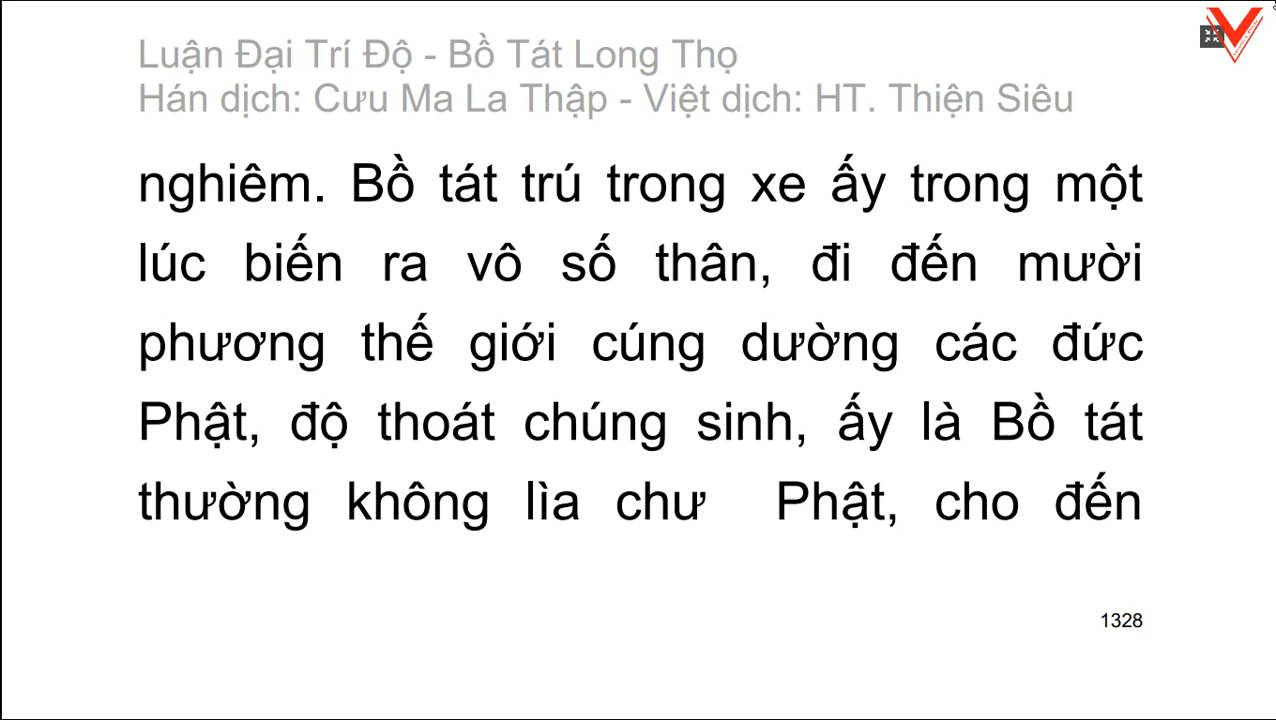 Luận Đại Trí Độ - Bồ Tát Long Thọ
Hán dịch: Cưu Ma La Thập - Việt dịch: HT. Thiện Siêu
nghiêm. Bồ tát trú trong xe ấy trong một
lúc biến ra vô số thân, đi đến mười
phương thế giới cúng dường các đức
Phật, độ thoát chúng sinh, ấy là Bồ tát
thường không lìa chư Phật, cho đến
1328